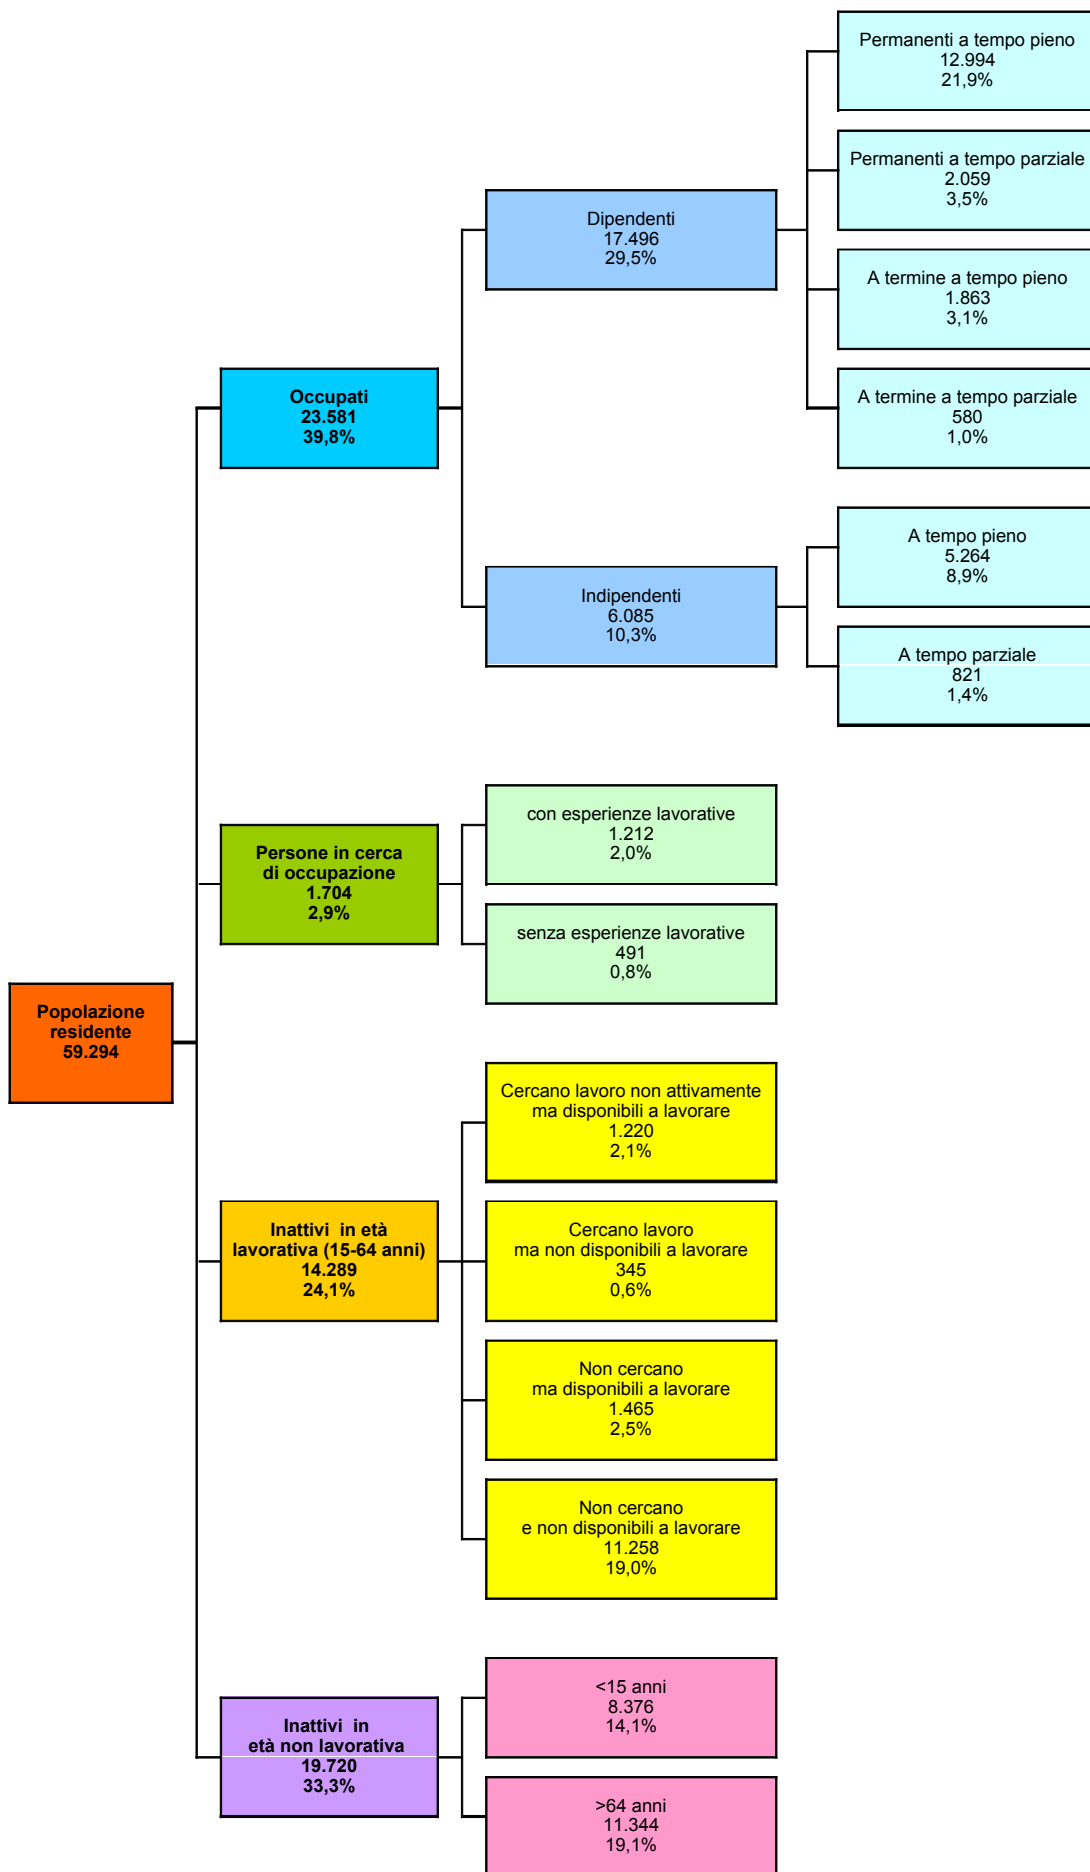 Permanenti a tempo pieno
12.994
21,9%
Permanenti a tempo parziale
2.059
3,5%
Dipendenti
17.496
29,5%
A termine a tempo pieno
1.863
3,1%
Occupati
23.581
39,8%
A termine a tempo parziale
580
1,0%
A tempo pieno
5.264
8,9%
Indipendenti
6.085
10,3%
A tempo parziale
821
1,4%
con esperienze lavorative
1.212
2,0%
Persone in cerca
di occupazione
1.704
2,9%
senza esperienze lavorative
491
0,8%
Popolazione
residente
59.294
Cercano lavoro non attivamente
ma disponibili a lavorare
1.220
2,1%
Inattivi in età
lavorativa (15-64 anni)
14.289
24,1%
Cercano lavoro
ma non disponibili a lavorare
345
0,6%
Non cercano
ma disponibili a lavorare
1.465
2,5%
Non cercano
e non disponibili a lavorare
11.258
19,0%
<15 anni
8.376
14,1%
Inattivi in
età non lavorativa
19.720
33,3%
>64 anni
11.344
19,1%